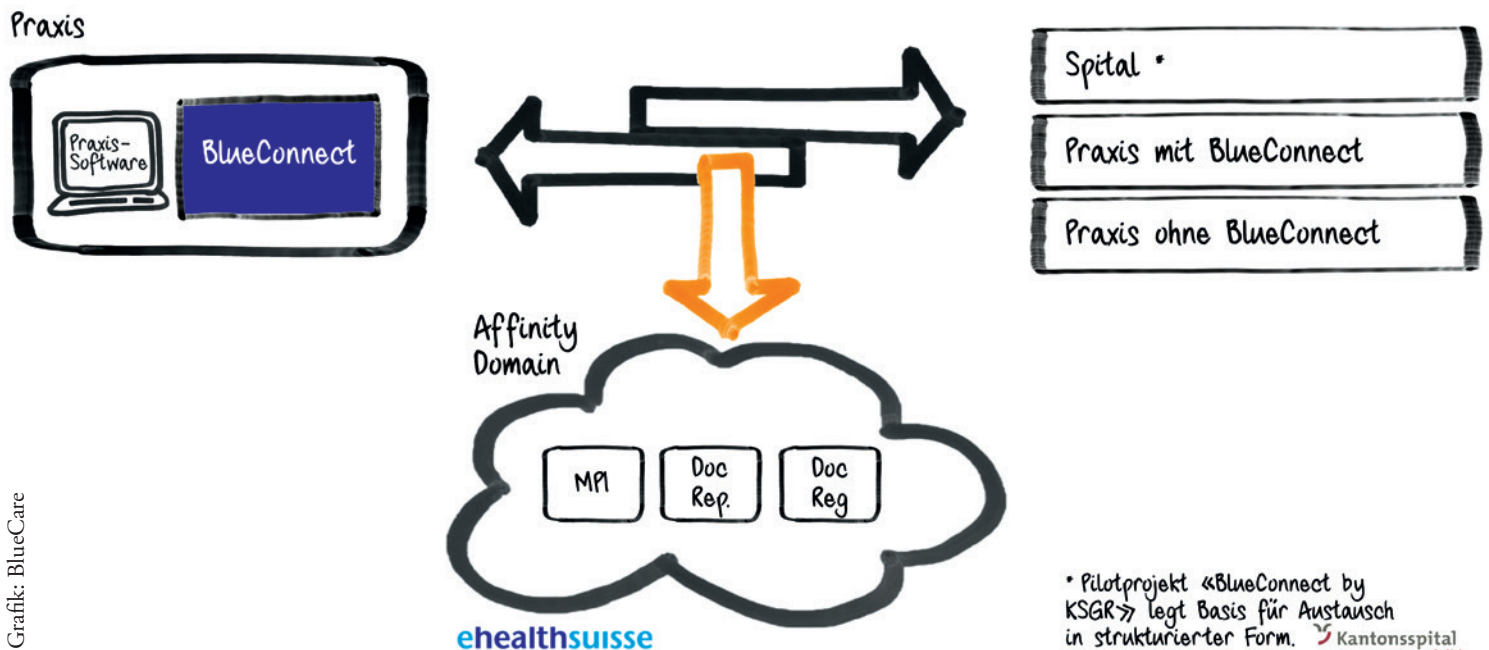 Praxis
Praxis-
Software
BlueConnect
Spital *
Praxis mit BlueConnect
Praxis ohne BlueConnect
Affinity
Domain
MPI
Doc
Rep.
Doc
Reg
ehealthsuisse
* Pilotprojekt «BlueConnect by
KSGR» legt Basis für Austausch
in strukturierter Form.
Kantonsspital
Grafik: BlueCare